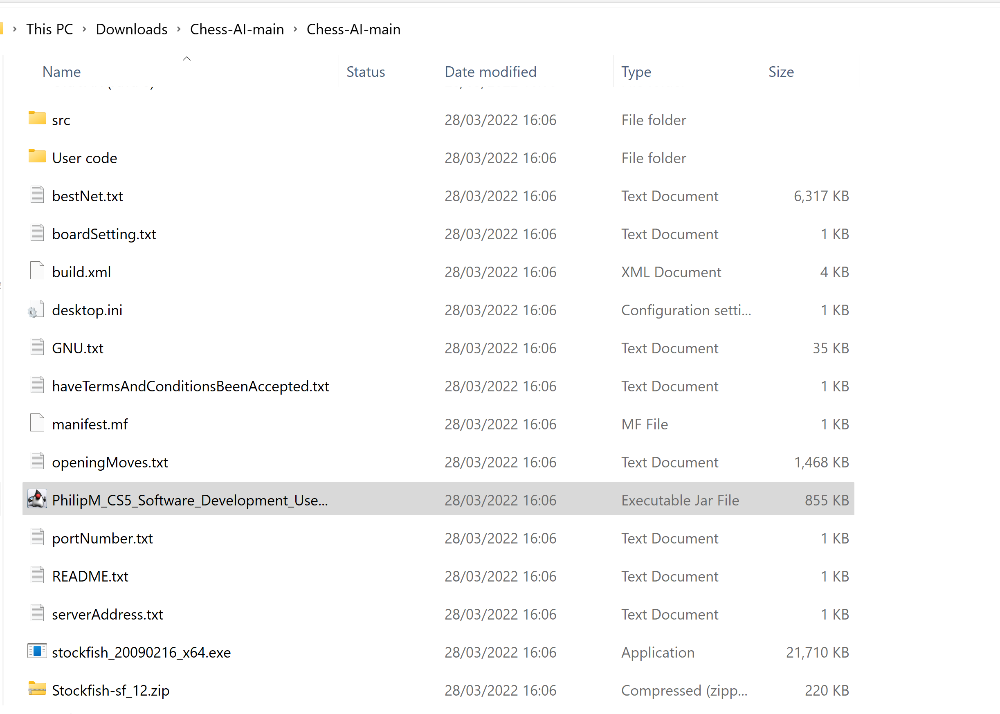 This PC > Downloads > Chess-AI-main > Chess-AI-main
Name Status Date modified Type Size
src 28/03/2022 16:06 File folder
User code 28/03/2022 16:06 File folder
bestNet.txt 28/03/2022 16:06 Text Document 6,317 KB
boardSetting.txt 28/03/2022 16:06 Text Document 1 KB
build.xml 28/03/2022 16:06 XML Document 4 KB
desktop.ini 28/03/2022 16:06 Configuration setti... 1 KB
GNU.txt 28/03/2022 16:06 Text Document 35 KB
haveTermsAndConditionsBeenAccepted.txt 28/03/2022 16:06 Text Document 1 KB
manifest.mf 28/03/2022 16:06 MF File 1 KB
openingMoves.txt 28/03/2022 16:06 Text Document 1,468 KB
PhilipM_CS5_Software_Development_Use... 28/03/2022 16:06 Executable Jar File 855 KB
portNumber.txt 28/03/2022 16:06 Text Document 1 KB
README.txt 28/03/2022 16:06 Text Document 1 KB
serverAddress.txt 28/03/2022 16:06 Text Document 1 KB
stockfish_20090216_x64.exe 28/03/2022 16:06 Application 21,710 KB
Stockfish-sf_12.zip 28/03/2022 16:06 Compressed (zipp... 220 KB